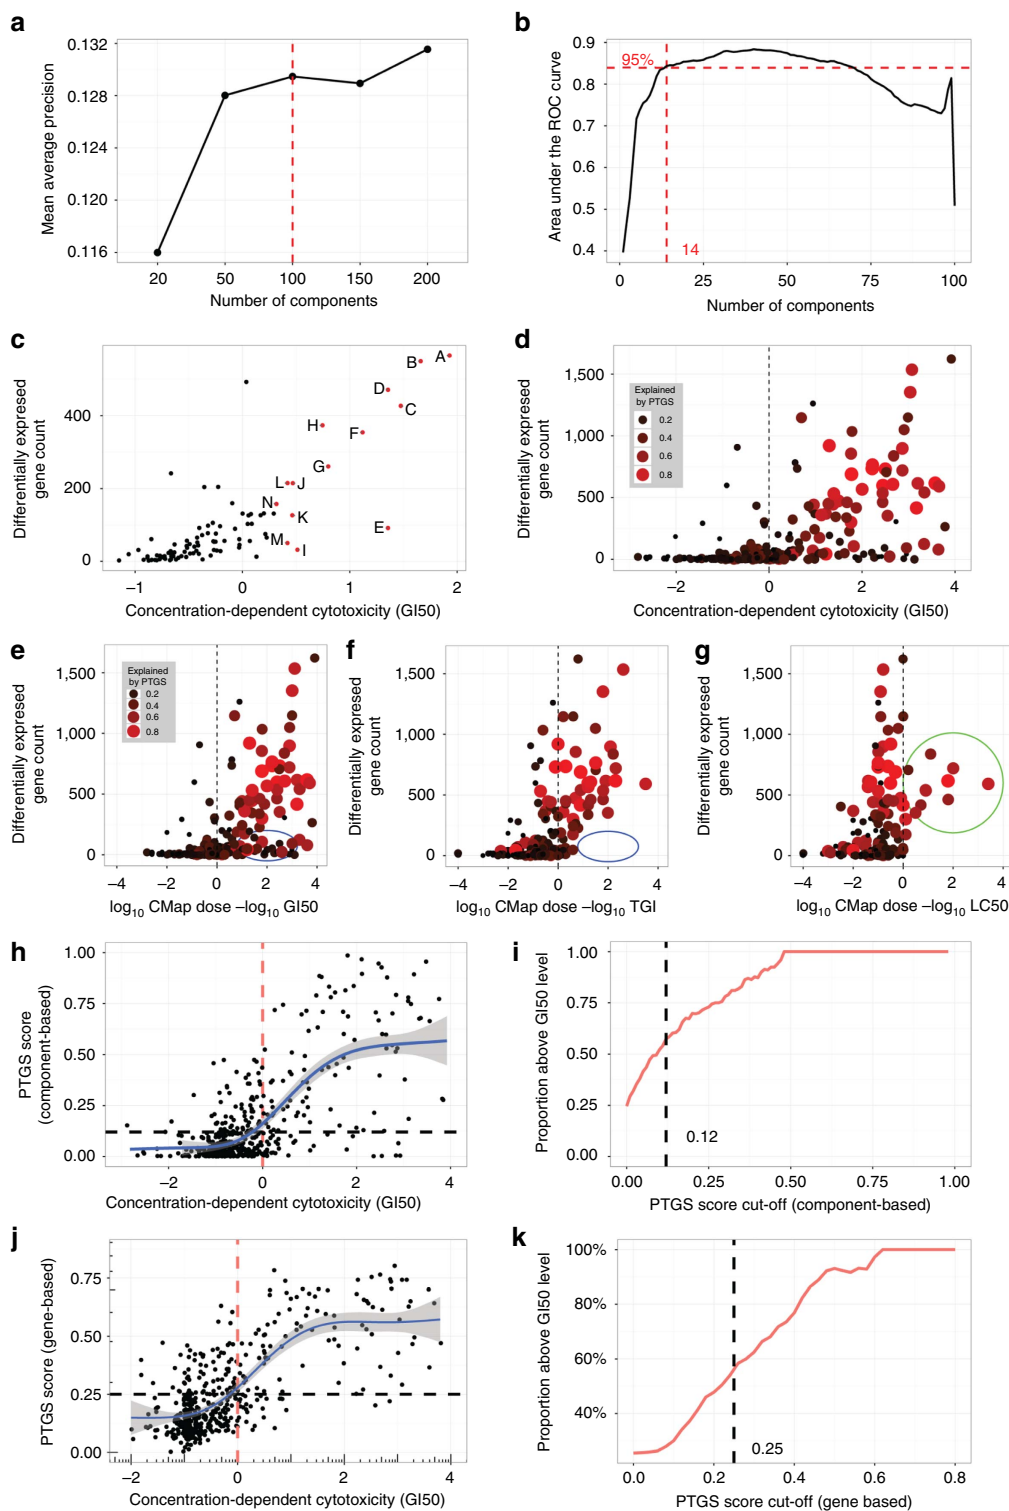 a
0.132
0.128
0.124
0.120
0.116
Mean average precision
20 50 100 150 200
Number of components
b
0.9
0.8
0.7
0.6
0.5
0.4
Area under the ROC curve
95%
14
0 25 50 75 100
Number of components
c
Differentially expresed
gene count
400
200
0
A
B
D
C
H
F
G
L J
N
K
E
M
I
−1 0 1 2
Concentration-dependent cytotoxicity (GI50)
d
Differentially expresed
gene count
1,500
1,000
500
0
Explained
by PTGS
0.2
0.4
0.6
0.8
−2 0 2 4
Concentration-dependent cytotoxicity (GI50)
e
Differentially expresed
gene count
1,500
1,000
500
0
Explained
by PTGS
0.2
0.4
0.6
0.8
−4 −2 0 2 4
log10 CMap dose −log10 GI50
f
Differentially expresed
gene count
1,500
1,000
500
0
−4 −2 0 2 4
log10 CMap dose −log10 TGI
g
Differentially expresed
gene count
1,500
1,000
500
0
−4 −2 0 2 4
log10 CMap dose −log10 LC50
h
PTGS score
(component-based)
1.00
0.75
0.50
0.25
0.00
−2 0 2 4
Concentration-dependent cytotoxicity (GI50)
i
Proportion above GI50 level
1.00
0.75
0.50
0.25
0.00
0.12
0.00 0.25 0.50 0.75 1.00
PTGS score cut-off (component-based)
j
PTGS score (gene-based)
0.75
0.50
0.25
0.00
−2 0 2 4
Concentration-dependent cytotoxicity (GI50)
k
Proportion above GI50 level
100%
80%
60%
40%
0.25
0.0 0.2 0.4 0.6 0.8
PTGS score cut-off (gene based)